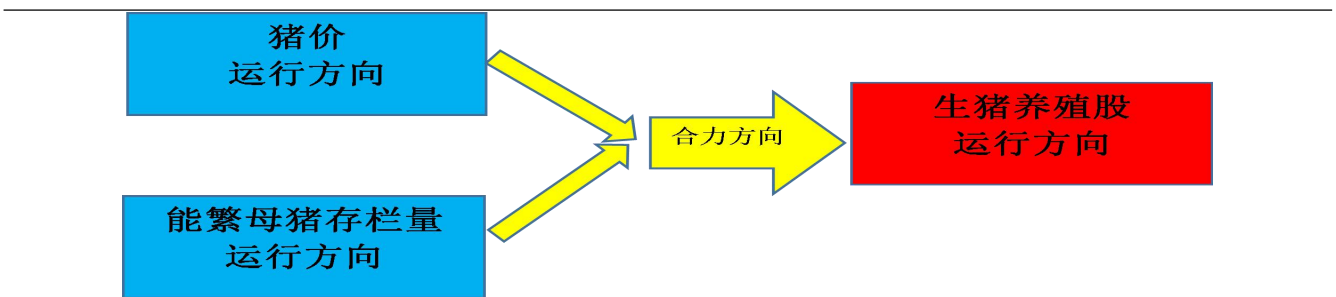 猪价
运行方向
能繁母猪存栏量
运行方向
合力方向
生猪养殖股
运行方向